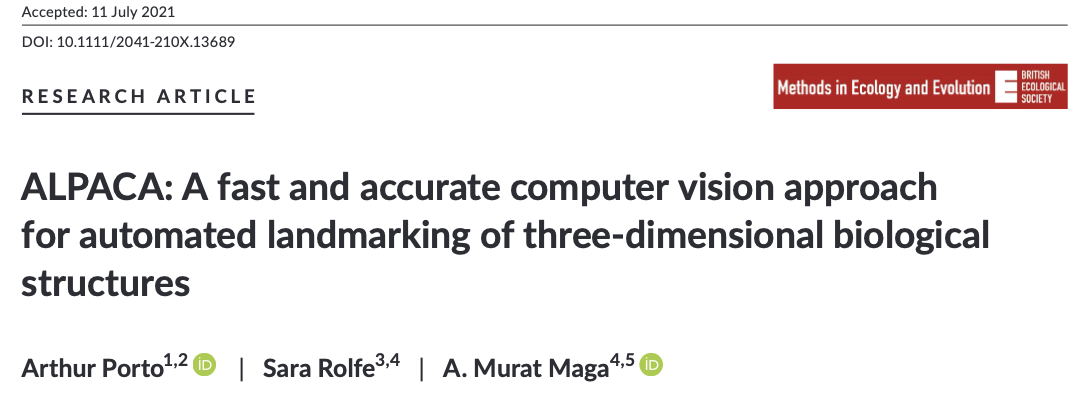 Accepted: 11 July 2021
DOI: 10.1111/2041-210X.13689
RESEARCH ARTICLE
Methods in Ecology and Evolution
BRITISH
ECOLOGICAL
SOCIETY
ALPACA: A fast and accurate computer vision approach
for automated landmarking of three-dimensional biological
structures
Arthur Porto1,2 iD | Sara Rolfe3,4 | A. Murat Maga4,5 iD